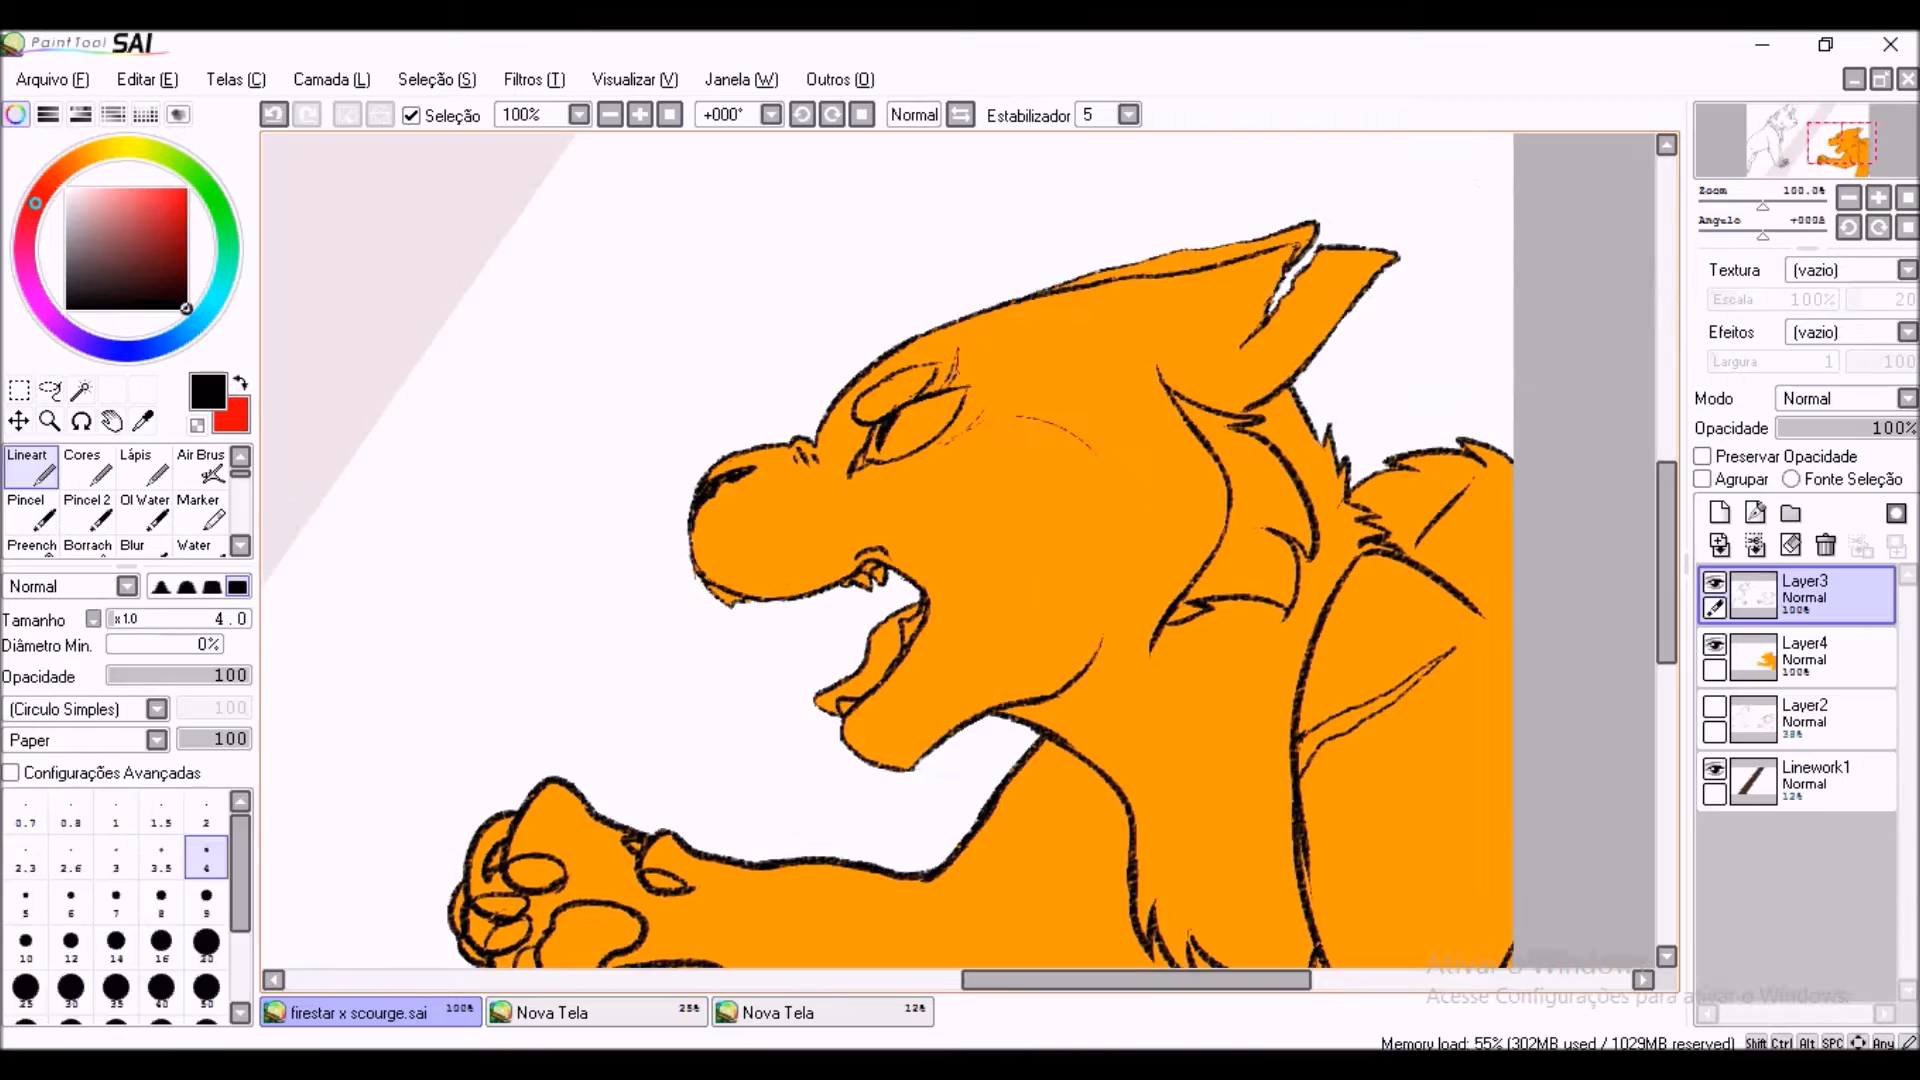 PaintTool SAI
Arquivo (F) Editar (E) Telas (C) Camada (L) Seleção (S) Filtros (T) Visualizar (V) Janela (W) Outros (O)
Seleção 100% +000° Normal Estabilizador 5
Zoom 100.0%
Angulo +000Å
Textura (vazio)
Escala 100% 20
Efeitos (vazio)
Largura 1 100
Modo Normal
Opacidade 100%
Preservar Opacidade
Agrupar Fonte Seleção
Lineart Cores Lápis Air Brus
Pincel Pincel 2 Ol Water Marker
Preench Borrach Blur Water
Normal
Tamanho x1.0 4.0
Diâmetro Min. 0%
Opacidade 100
(Circulo Simples) 100
Paper 100
Configurações Avançadas
0.7 0.8 1 1.5 2
2.3 2.6 3 3.5 4
5 6 7 8 9
10 12 14 16 20
25 30 35 40 50
Layer3
Normal
100%
Layer4
Normal
100%
Layer2
Normal
38%
Linework1
Normal
12%
Ativar o Windows
Acesse Configurações para ativar o Windows.
firestar x scourge.sai 100% Nova Tela 25% Nova Tela 12%
Memory load: 55% (302MB used / 1029MB reserved) Shift Ctrl Alt SPC Any